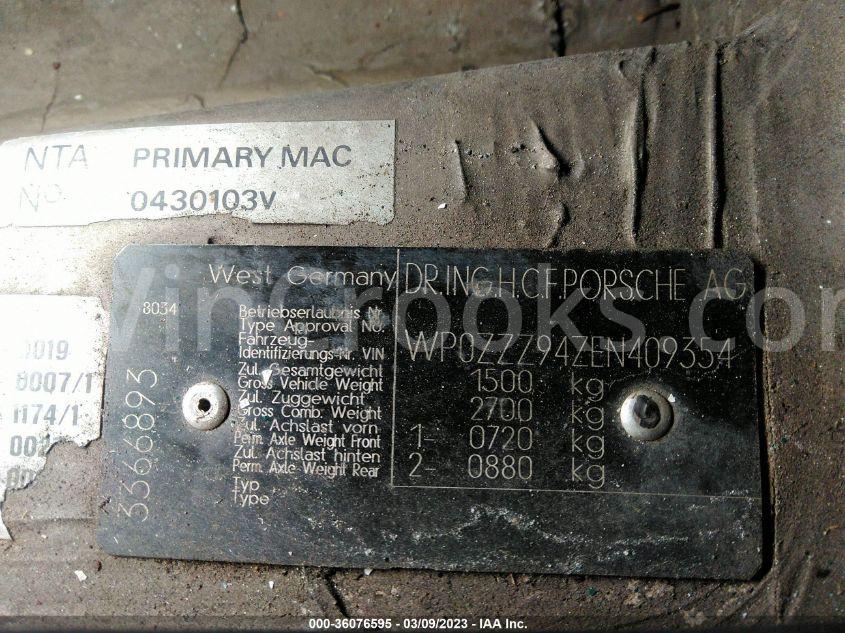 NTA PRIMARY MAC
No. 0430103V
0019
8007/1
1174/1
002
West Germany DR.ING.H.C.F.PORSCHE AG
8034
Betriebserlaubnis Nr.
Type Approval No.
Fahrzeug-
Identifizierungs-Nr. VIN WP0ZZZ94ZEN409354
Zul. Gesamtgewicht
Gross Vehicle Weight 1500 kg
Zul. Zuggewicht
Gross Comb. Weight 2700 kg
Zul. Achslast vorn
Perm. Axle Weight Front 1- 0720 kg
Zul. Achslast hinten
Perm. Axle Weight Rear 2- 0880 kg
Typ
Type
3366893
VinCrooks.com
000-36076595 - 03/09/2023 - IAA Inc.